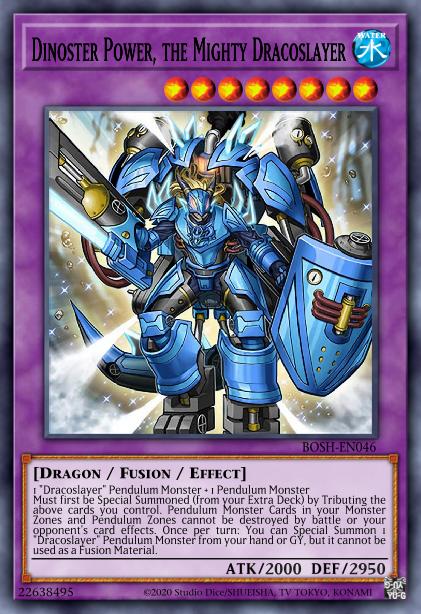 Dinoster Power, the Mighty Dracoslayer
WATER
水
BOSH-EN046
[Dragon / Fusion / Effect]
1 "Dracoslayer" Pendulum Monster + 1 Pendulum Monster
Must first be Special Summoned (from your Extra Deck) by Tributing the
above cards you control. Pendulum Monster Cards in your Monster
Zones and Pendulum Zones cannot be destroyed by battle or your
opponent's card effects. Once per turn: You can Special Summon 1
"Dracoslayer" Pendulum Monster from your hand or GY, but it cannot be
used as a Fusion Material.
ATK/2000 DEF/2950
22638495 ©2020 Studio Dice/SHUEISHA, TV TOKYO, KONAMI